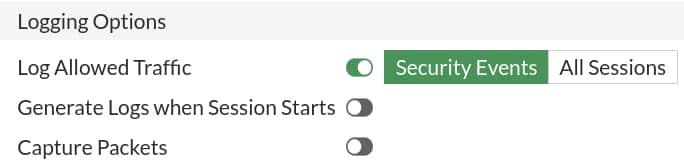 Logging Options
Log Allowed Traffic Security Events All Sessions
Generate Logs when Session Starts
Capture Packets